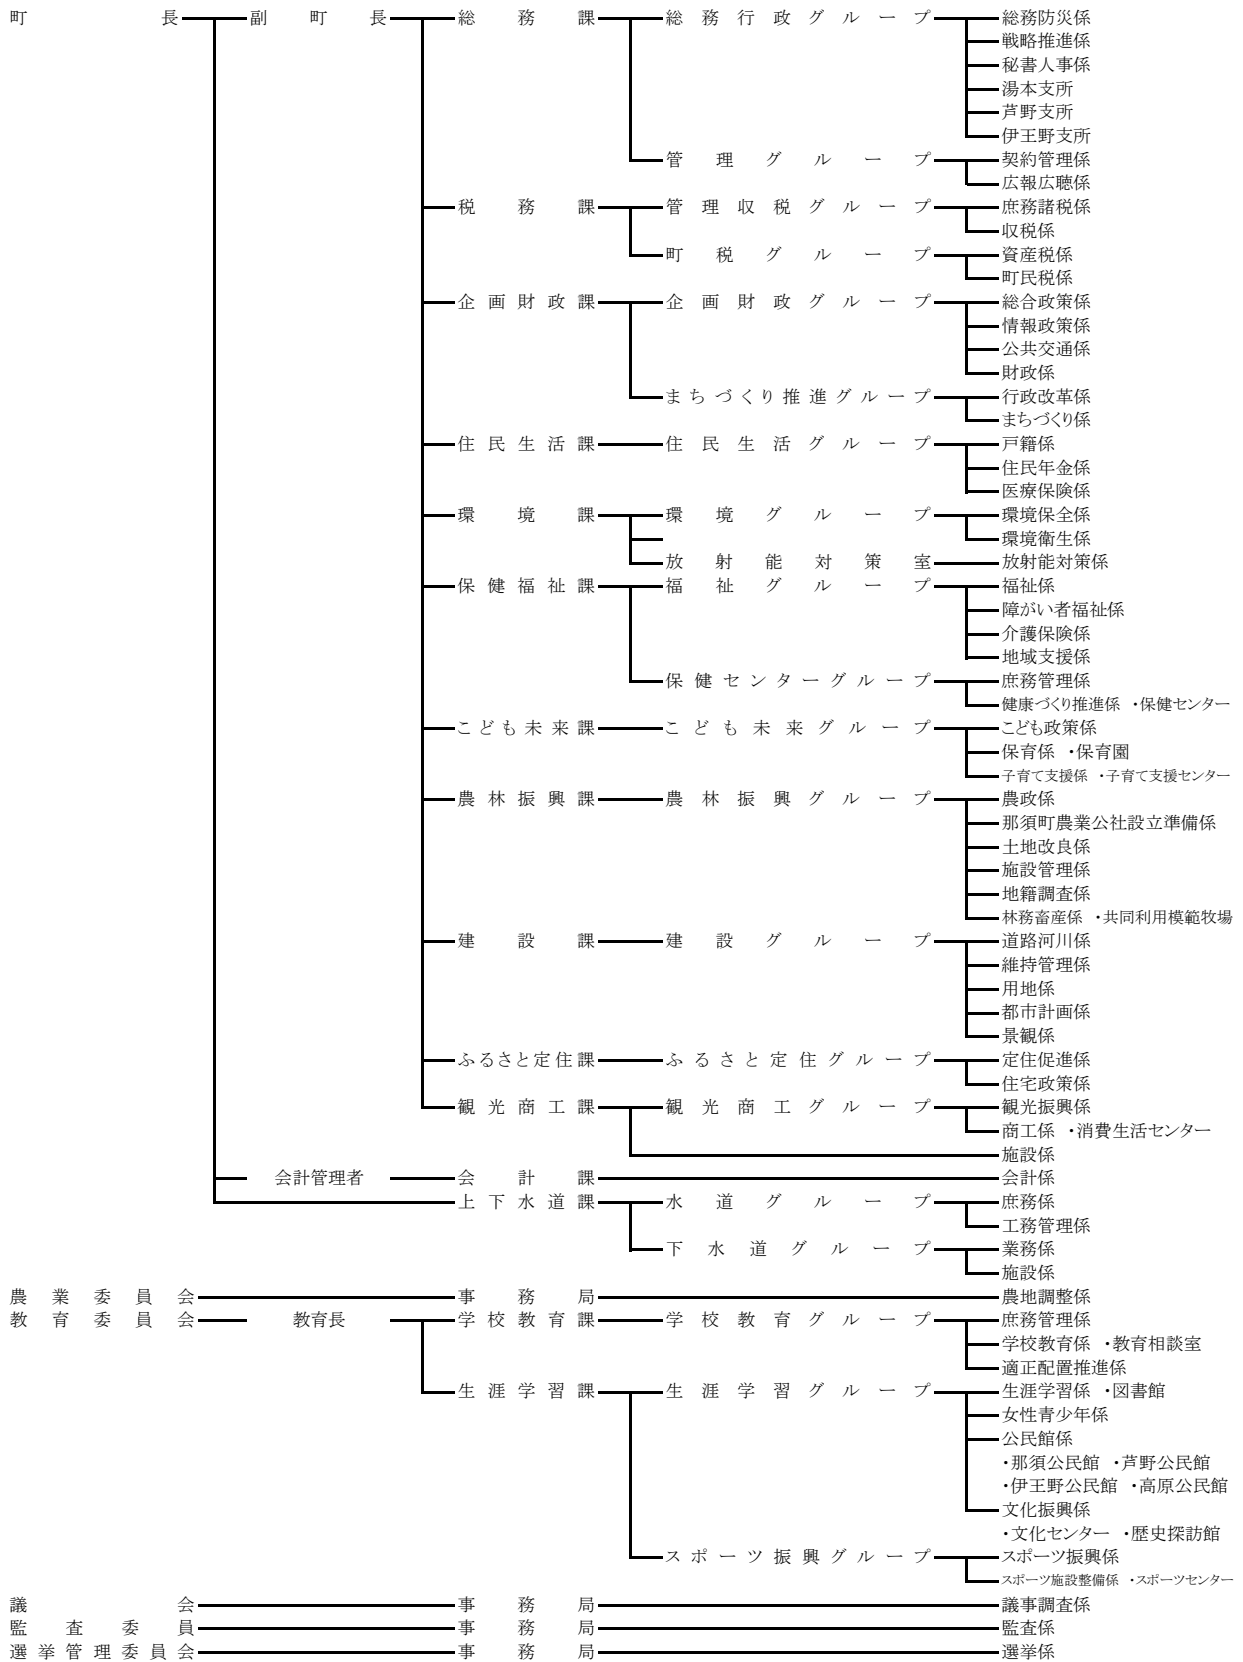 町長 副町長 総務課 総務行政グループ 総務防災係
戦略推進係
秘書人事係
湯本支所
芦野支所
伊王野支所
管理グループ 契約管理係
広報広聴係
税務課 管理収税グループ 庶務諸税係
収税係
町税グループ 資産税係
町民税係
企画財政課 企画財政グループ 総合政策係
情報政策係
公共交通係
財政係
まちづくり推進グループ 行政改革係
まちづくり係
住民生活課 住民生活グループ 戸籍係
住民年金係
医療保険係
環境課 環境グループ 環境保全係
環境衛生係
放射能対策室 放射能対策係
保健福祉課 福祉グループ 福祉係
障がい者福祉係
介護保険係
地域支援係
保健センターグループ 庶務管理係
健康づくり推進係 ・保健センター
こども未来課 こども未来グループ こども政策係
保育係 ・保育園
子育て支援係 ・子育て支援センター
農林振興課 農林振興グループ 農政係
那須町農業公社設立準備係
土地改良係
施設管理係
地籍調査係
林務畜産係 ・共同利用模範牧場
建設課 建設グループ 道路河川係
維持管理係
用地係
都市計画係
景観係
ふるさと定住課 ふるさと定住グループ 定住促進係
住宅政策係
観光商工課 観光商工グループ 観光振興係
商工係 ・消費生活センター
施設係
会計管理者 会計課 会計係
上下水道課 水道グループ 庶務係
工務管理係
下水道グループ 業務係
施設係
農業委員会 事務局 農地調整係
教育委員会 教育長 学校教育課 学校教育グループ 庶務管理係
学校教育係 ・教育相談室
適正配置推進係
生涯学習課 生涯学習グループ 生涯学習係 ・図書館
女性青少年係
公民館係
・那須公民館 ・芦野公民館
・伊王野公民館 ・高原公民館
文化振興係
・文化センター ・歴史探訪館
スポーツ振興グループ スポーツ振興係
スポーツ施設整備係 ・スポーツセンター
議会 事務局 議事調査係
監査委員 事務局 監査係
選挙管理委員会 事務局 選挙係